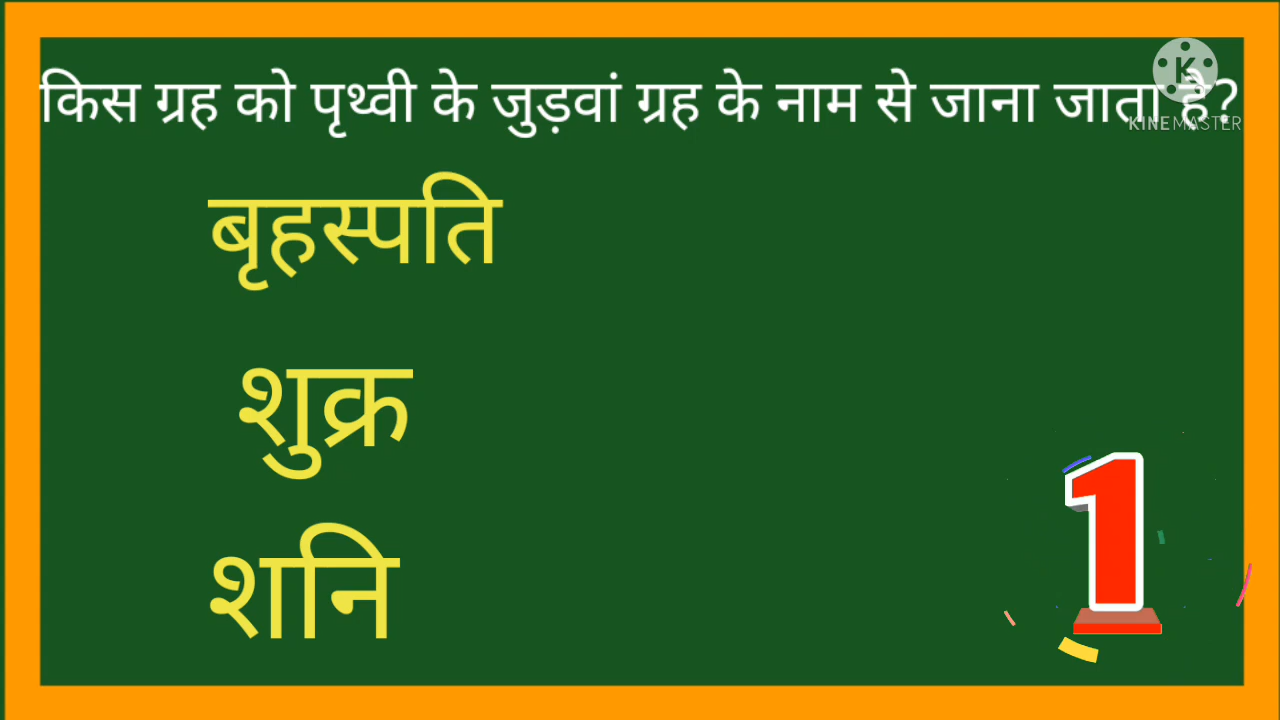 किस ग्रह को पृथ्वी के जुड़वां ग्रह के नाम से जाना जाता है?
KINEMASTER
बृहस्पति
शुक्र
शनि
1